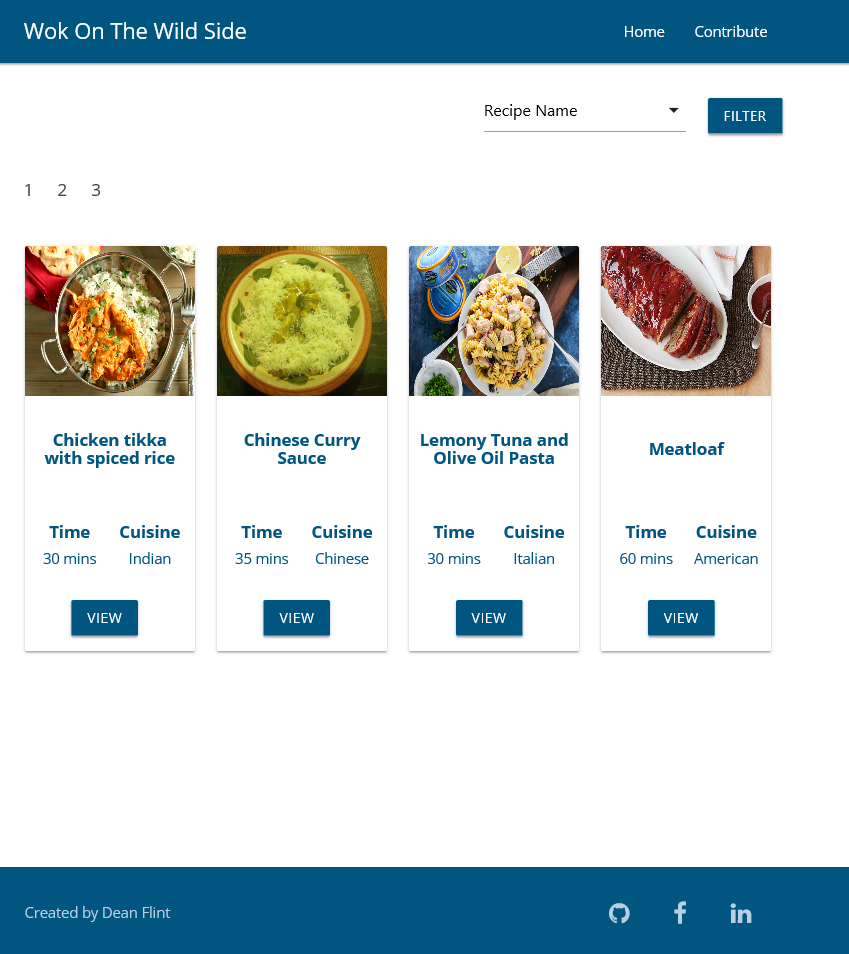 Wok On The Wild Side
Home Contribute
Recipe Name
FILTER
1 2 3
Chicken tikka
with spiced rice
Time Cuisine
30 mins Indian
VIEW
Chinese Curry
Sauce
Time Cuisine
35 mins Chinese
VIEW
Lemony Tuna and
Olive Oil Pasta
Time Cuisine
30 mins Italian
VIEW
Meatloaf
Time Cuisine
60 mins American
VIEW
Created by Dean Flint